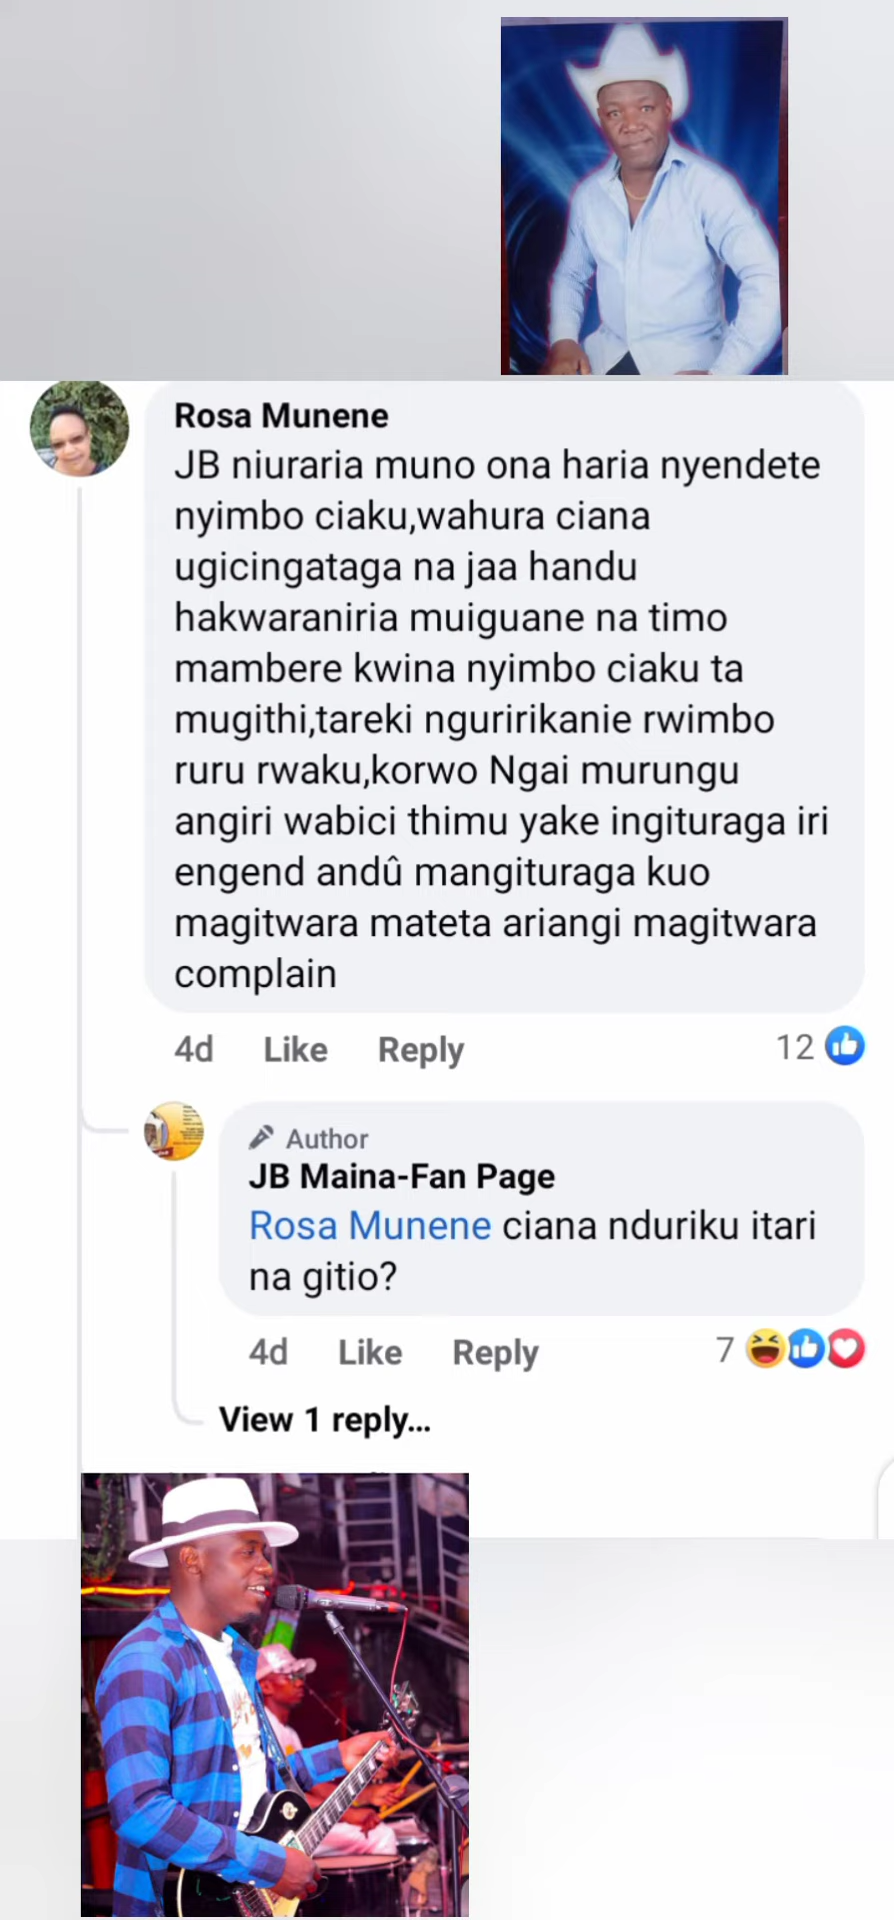 Rosa Munene
JB niuraria muno ona haria nyendete
nyimbo ciaku,wahura ciana
ugicingataga na jaa handu
hakwaraniria muiguane na timo
mambere kwina nyimbo ciaku ta
mugithi,tareki nguririkanie rwimbo
ruru rwaku,korwo Ngai murungu
angiri wabici thimu yake ingituraga iri
engend andû mangituraga kuo
magitwara mateta ariangi magitwara
complain
4d Like Reply 12
Author
JB Maina-Fan Page
Rosa Munene ciana nduriku itari
na gitio?
4d Like Reply 7
View 1 reply...